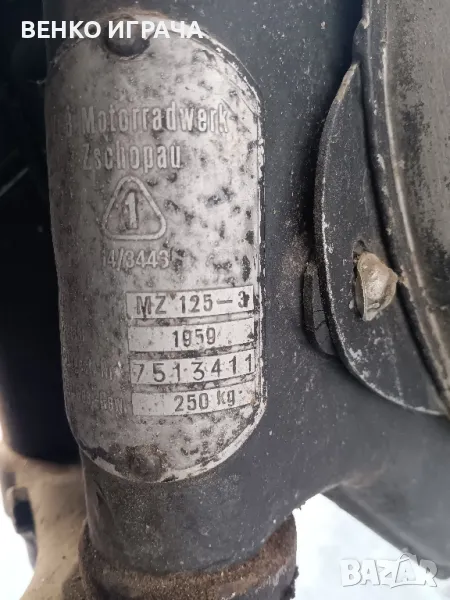 ВЕНКО ИГРАЧА
Motorradwerk
Zschopau
1
4/3443
MZ 125-3
1959
7513411
250 kg
BAZAR